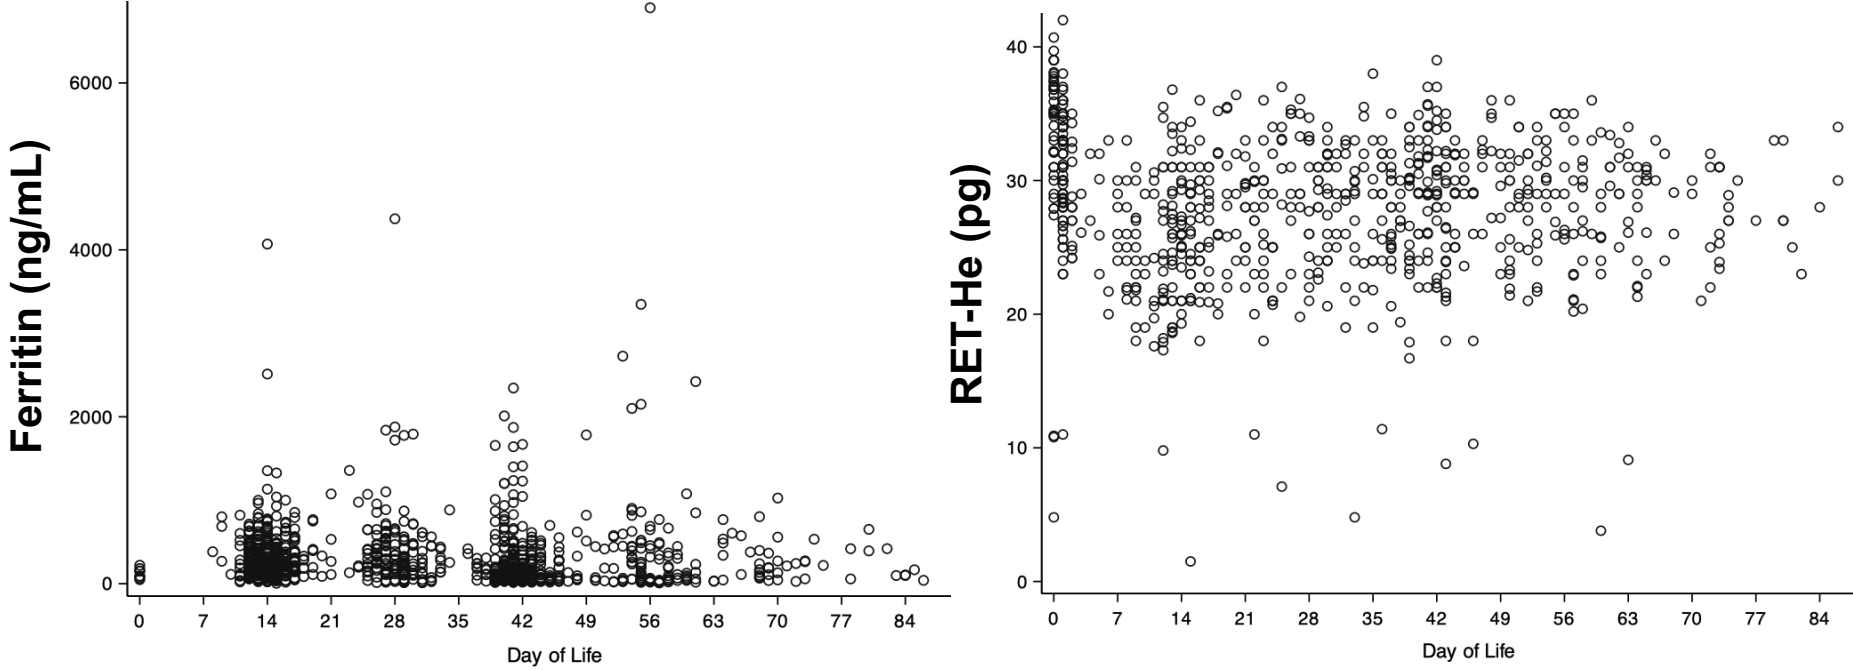 Ferritin (ng/mL)
6000
4000
2000
0
0 7 14 21 28 35 42 49 56 63 70 77 84
Day of Life
RET-He (pg)
40
30
20
10
0
0 7 14 21 28 35 42 49 56 63 70 77 84
Day of Life